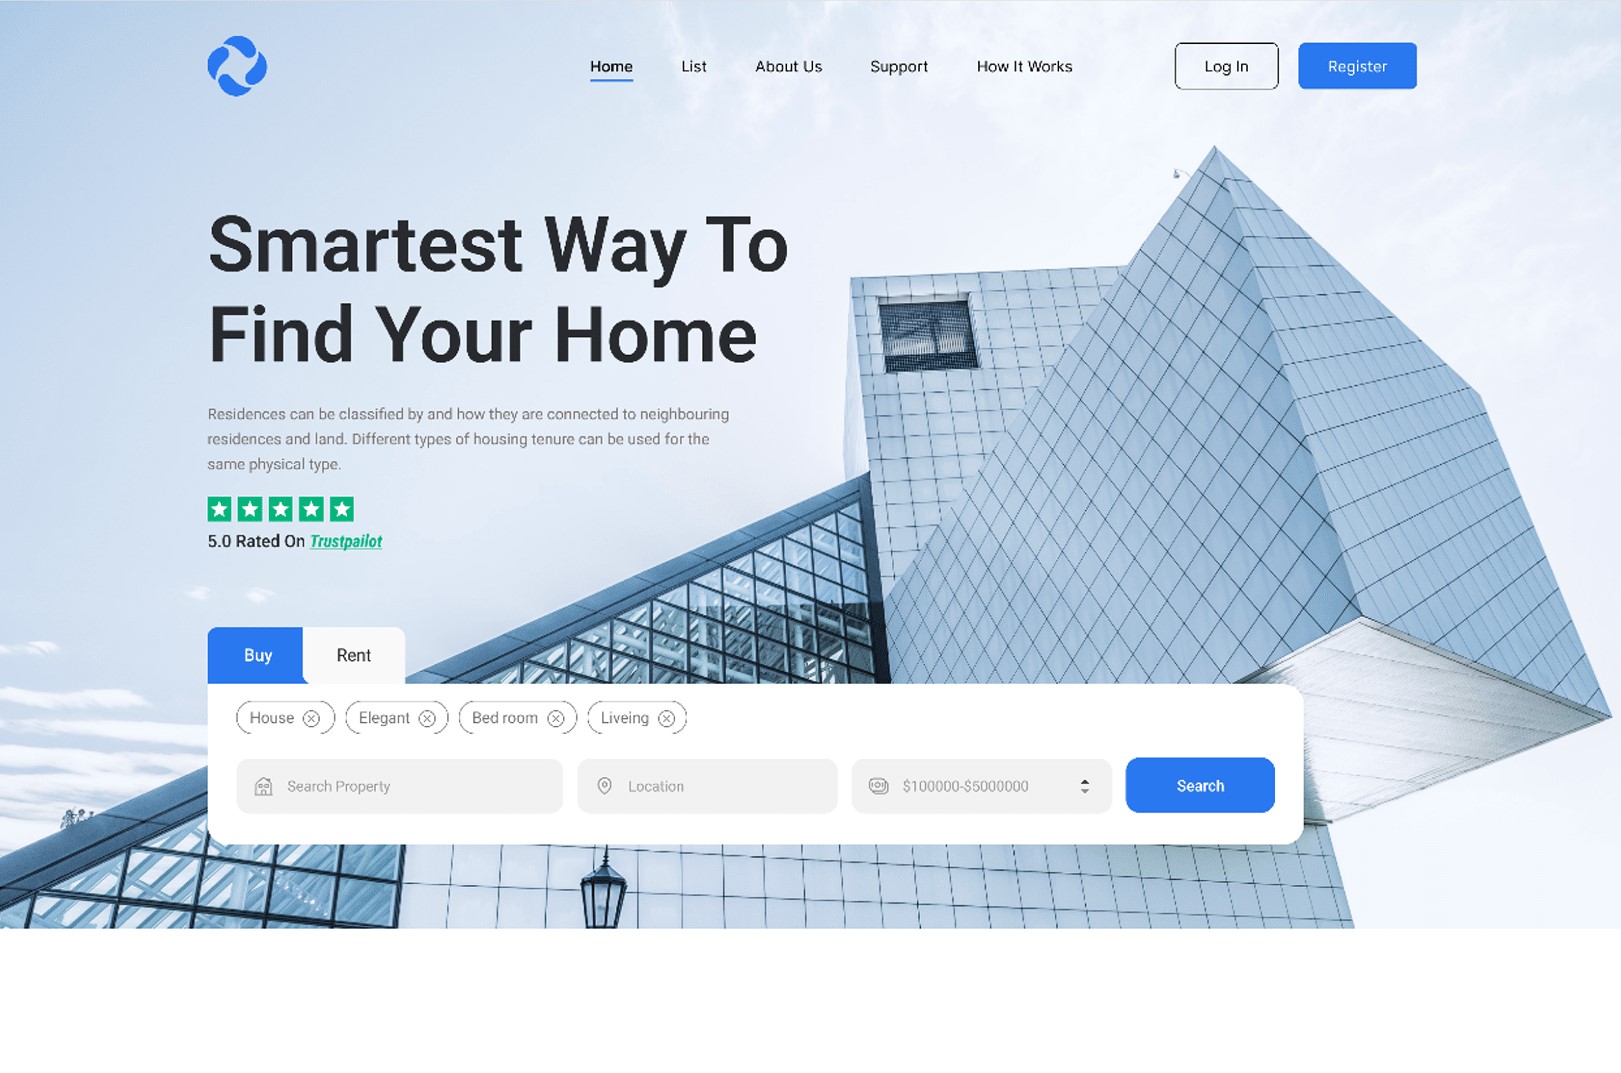 Home List About Us Support How It Works Log In Register
Smartest Way To
Find Your Home
Residences can be classified by and how they are connected to neighbouring
residences and land. Different types of housing tenure can be used for the
same physical type.
5.0 Rated On Trustpailot
Buy Rent
House Elegant Bed room Liveing
Search Property Location $100000-$5000000 Search